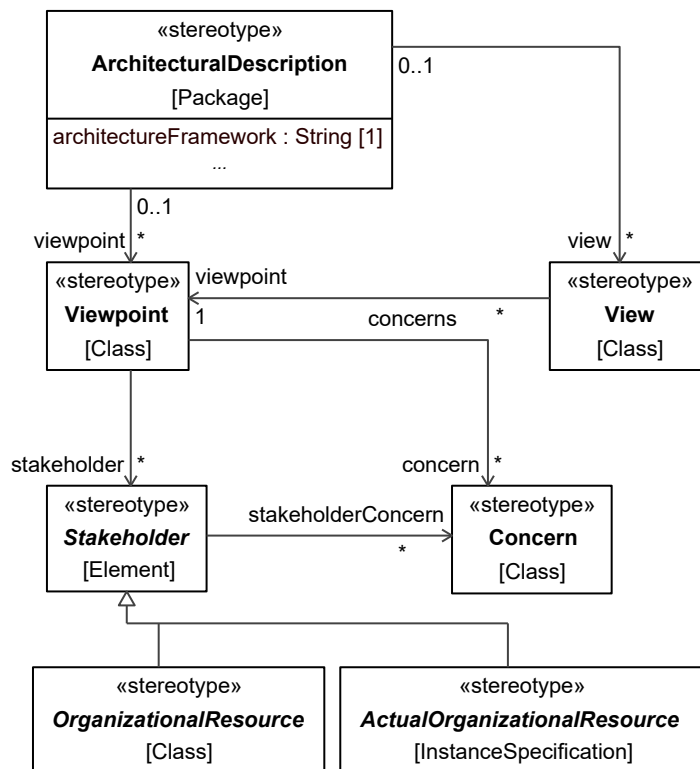 «stereotype»
ArchitecturalDescription
[Package]
architectureFramework : String [1]
...
0..1
0..1
viewpoint
*
view
*
«stereotype»
Viewpoint
[Class]
viewpoint
1
*
«stereotype»
View
[Class]
concerns
stakeholder
*
concern
*
«stereotype»
Stakeholder
[Element]
stakeholderConcern
*
«stereotype»
Concern
[Class]
«stereotype»
OrganizationalResource
[Class]
«stereotype»
ActualOrganizationalResource
[InstanceSpecification]